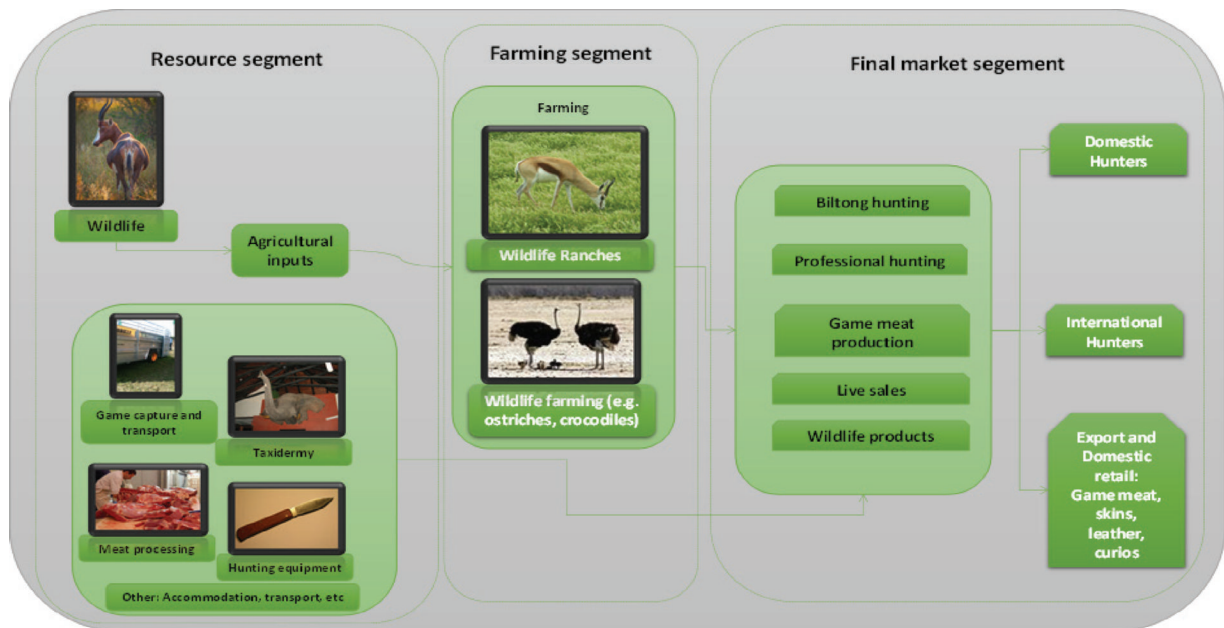 Resource segment
Wildlife
Agricultural
inputs
Game capture and
transport
Taxidermy
Meat processing
Hunting equipment
Other: Accommodation, transport, etc
Farming segment
Farming
Wildlife Ranches
Wildlife farming (e.g.
ostriches, crocodiles)
Final market segement
Biltong hunting
Professional hunting
Game meat
production
Live sales
Wildlife products
Domestic
Hunters
International
Hunters
Export and
Domestic
retail:
Game meat,
skins,
leather,
curios